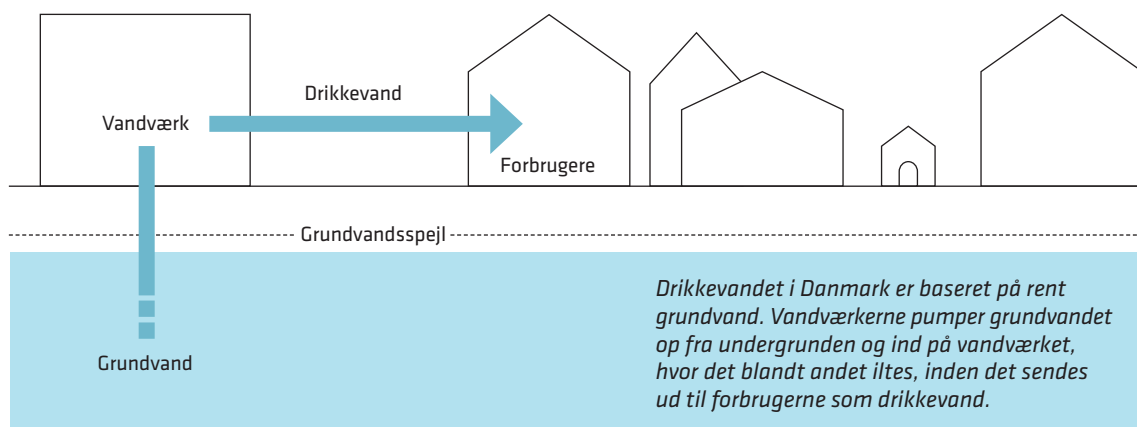 Drikkevand
Vandværk
Forbrugere
Grundvandsspejl
Drikkevandet i Danmark er baseret på rent
grundvand. Vandværkerne pumper grundvandet
op fra undergrunden og ind på vandværket,
hvor det blandt andet iltes, inden det sendes
ud til forbrugerne som drikkevand.
Grundvand